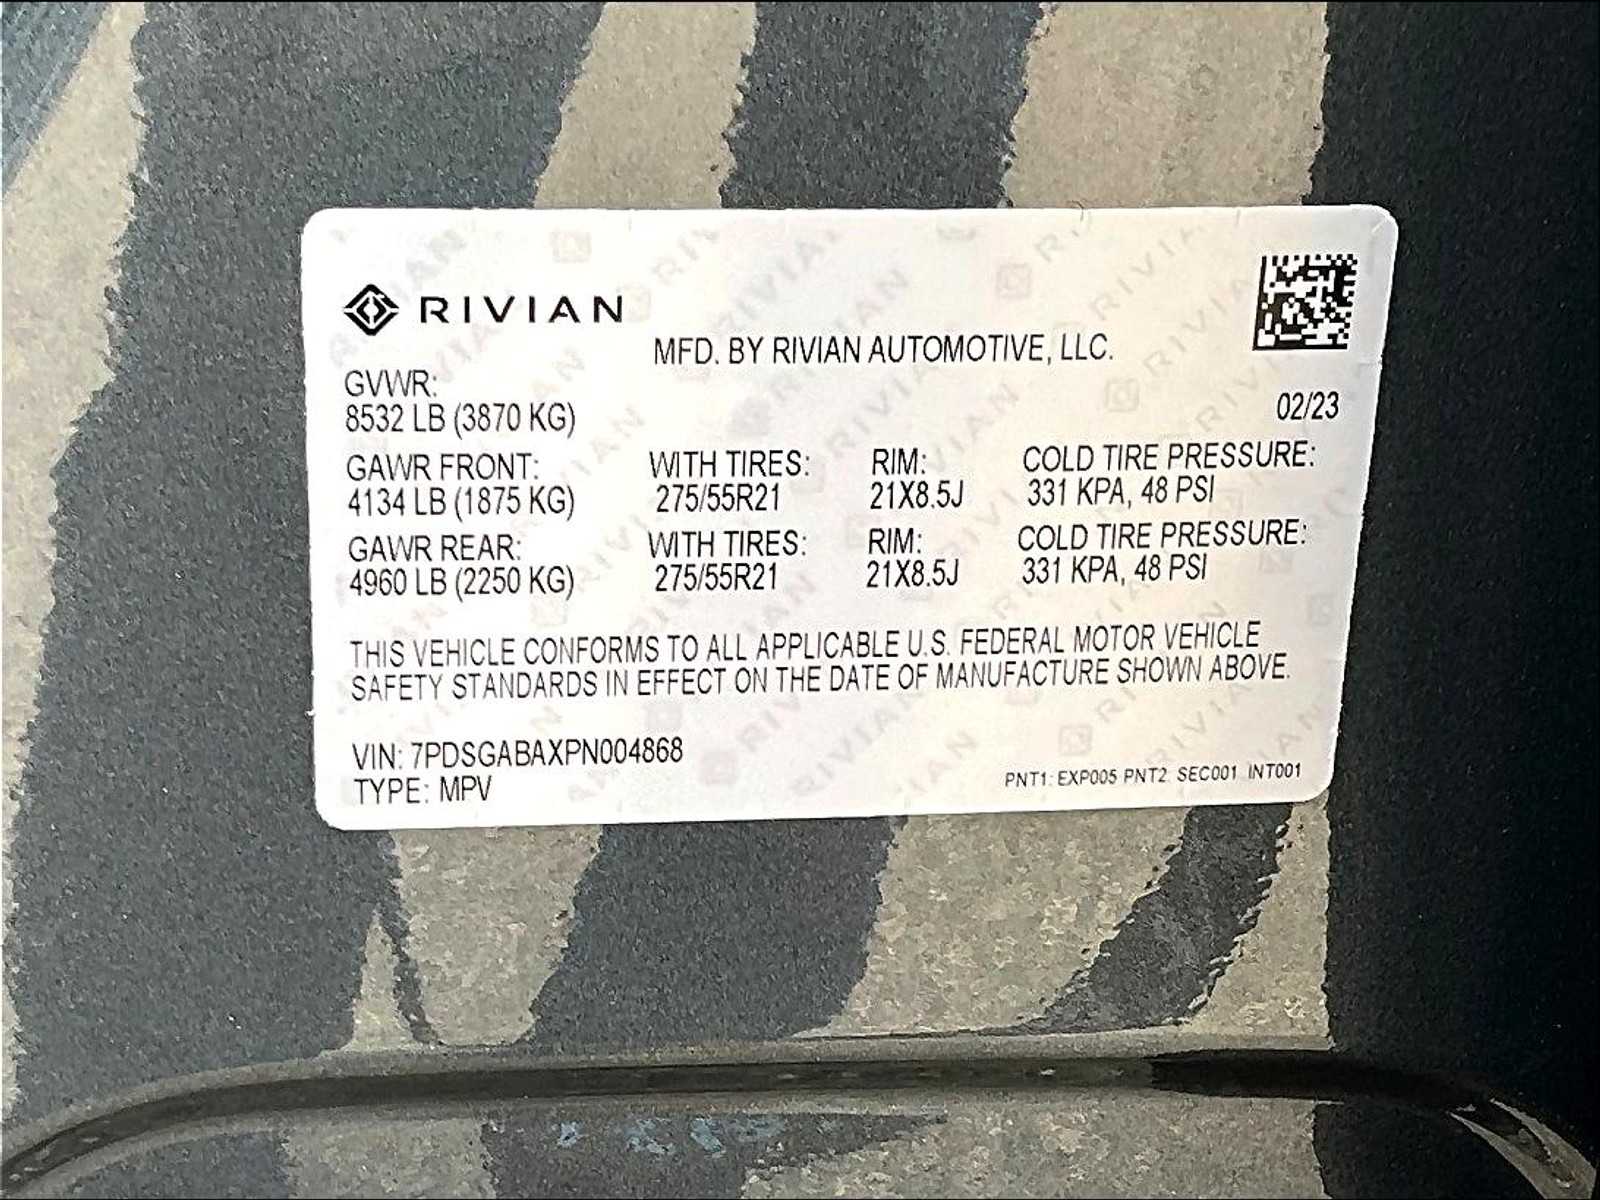 RIVIAN
MFD. BY RIVIAN AUTOMOTIVE, LLC.
GVWR:
8532 LB (3870 KG)
02/23
GAWR FRONT: WITH TIRES: RIM: COLD TIRE PRESSURE:
4134 LB (1875 KG) 275/55R21 21X8.5J 331 KPA, 48 PSI
GAWR REAR: WITH TIRES: RIM: COLD TIRE PRESSURE:
4960 LB (2250 KG) 275/55R21 21X8.5J 331 KPA, 48 PSI
THIS VEHICLE CONFORMS TO ALL APPLICABLE U.S. FEDERAL MOTOR VEHICLE
SAFETY STANDARDS IN EFFECT ON THE DATE OF MANUFACTURE SHOWN ABOVE.
VIN: 7PDSGABAXPN004868
TYPE: MPV
PNT1: EXP005 PNT2: SEC001 INT001